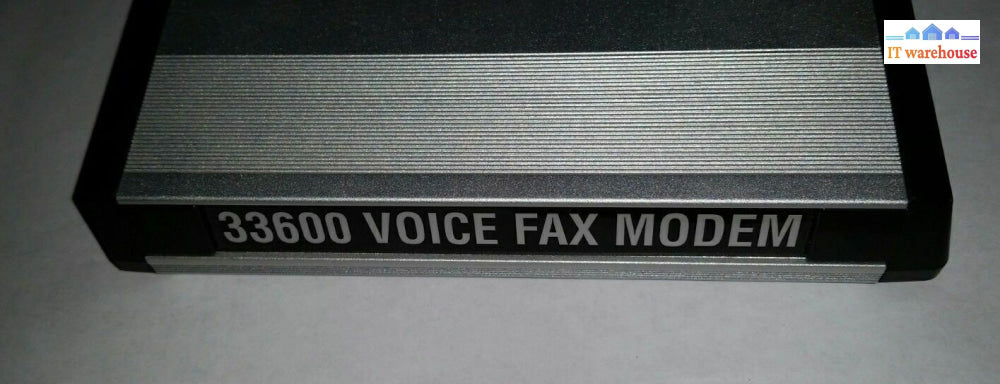 IT warehouse
33600 VOICE FAX MODEM